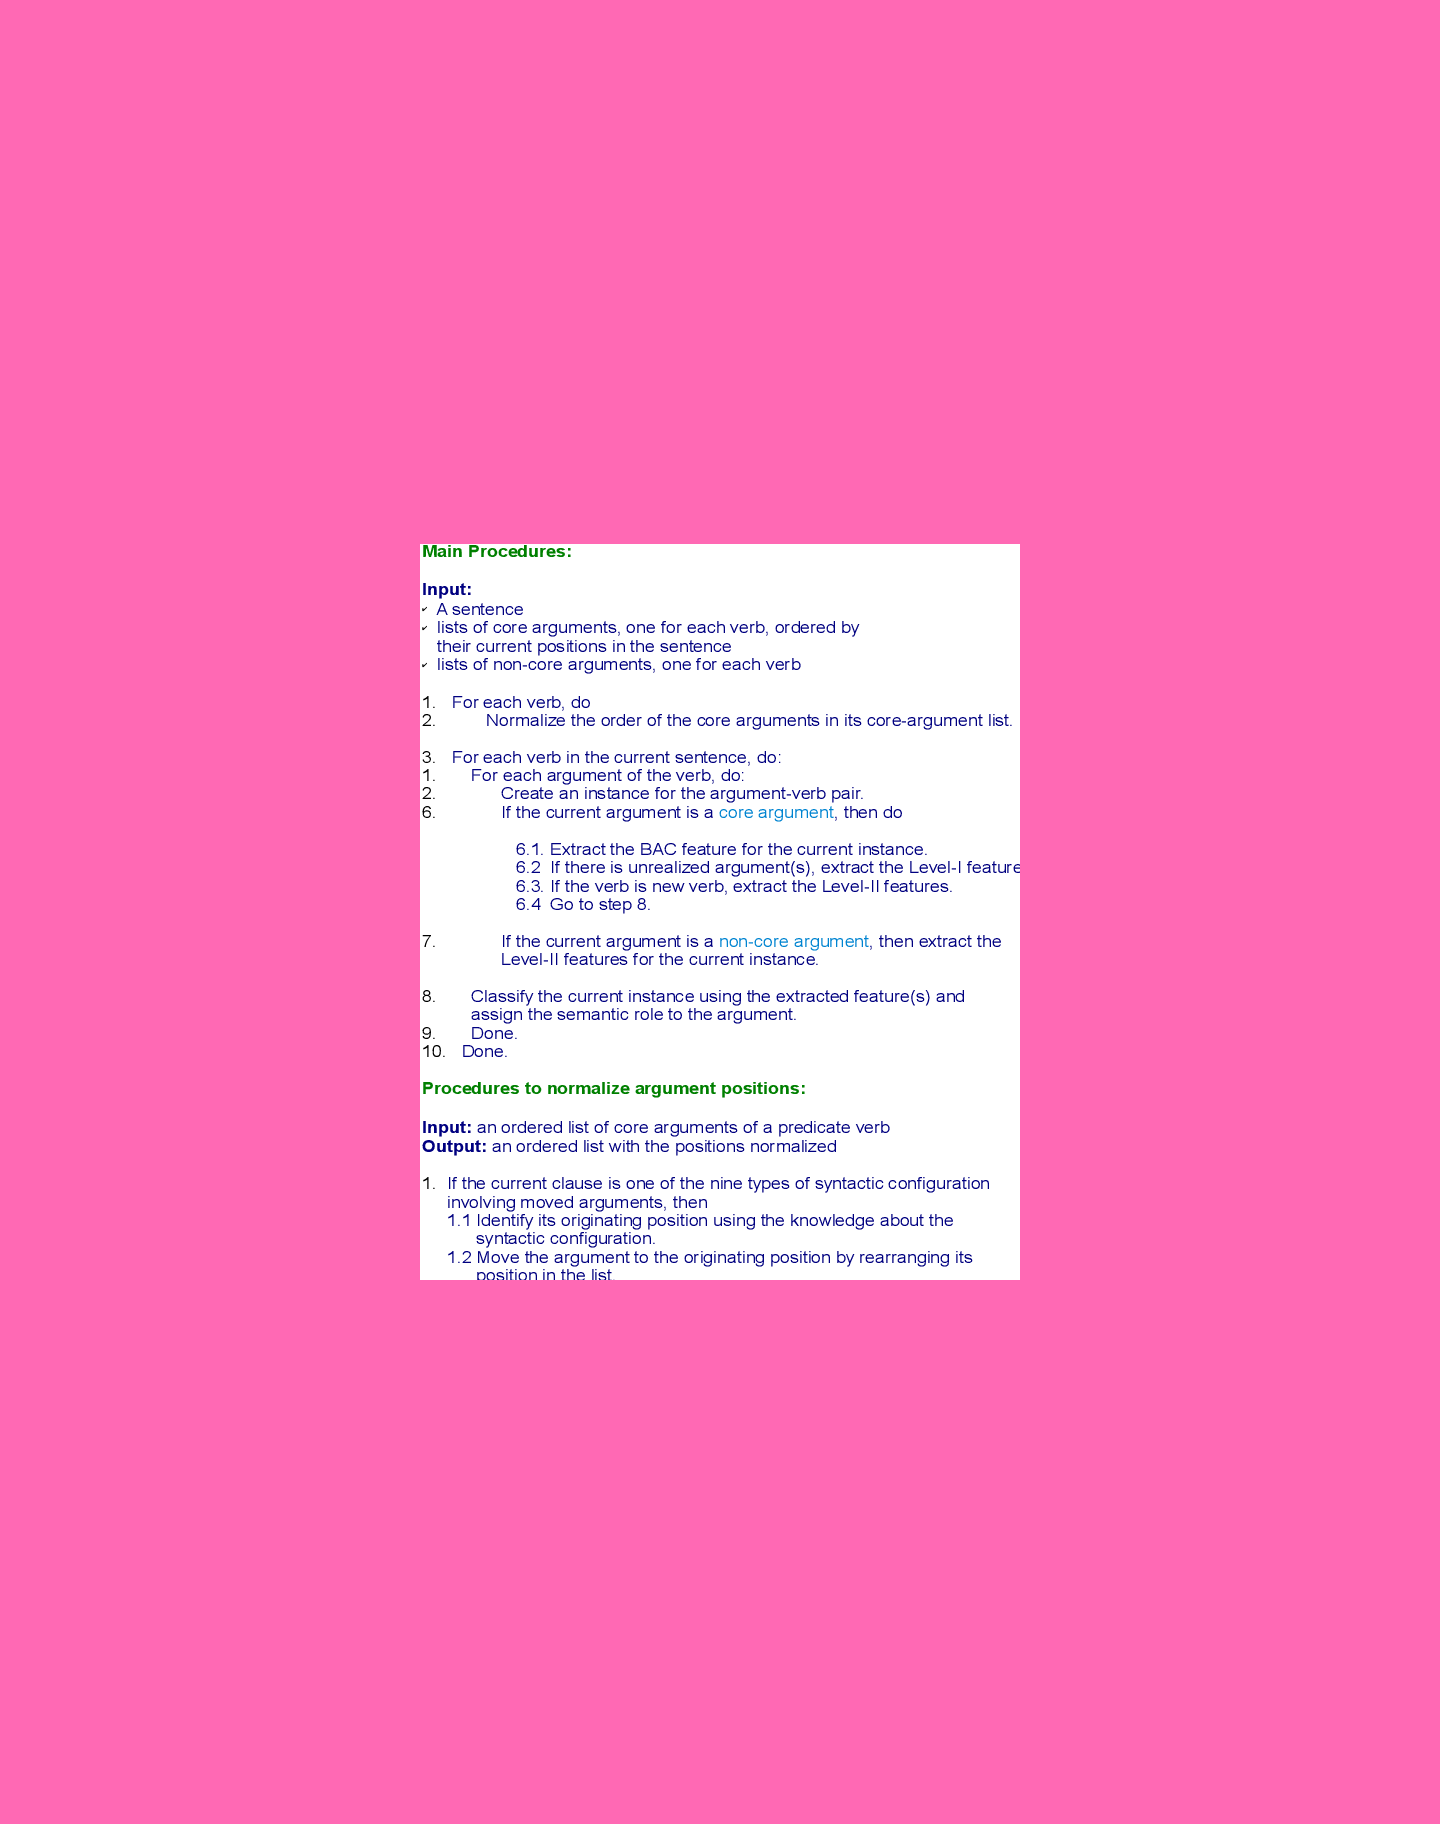 Main Procedures:
Input:
✓ A sentence
✓ lists of core arguments, one for each verb, ordered by
their current positions in the sentence
✓ lists of non-core arguments, one for each verb
1. For each verb, do
2. Normalize the order of the core arguments in its core-argument list.
3. For each verb in the current sentence, do:
1. For each argument of the verb, do:
2. Create an instance for the argument-verb pair.
6. If the current argument is a core argument, then do
6.1. Extract the BAC feature for the current instance.
6.2 If there is unrealized argument(s), extract the Level-I feature
6.3. If the verb is new verb, extract the Level-II features.
6.4 Go to step 8.
7. If the current argument is a non-core argument, then extract the
Level-II features for the current instance.
8. Classify the current instance using the extracted feature(s) and
assign the semantic role to the argument.
9. Done.
10. Done.
Procedures to normalize argument positions:
Input: an ordered list of core arguments of a predicate verb
Output: an ordered list with the positions normalized
1. If the current clause is one of the nine types of syntactic configuration
involving moved arguments, then
1.1 Identify its originating position using the knowledge about the
syntactic configuration.
1.2 Move the argument to the originating position by rearranging its
position in the list.